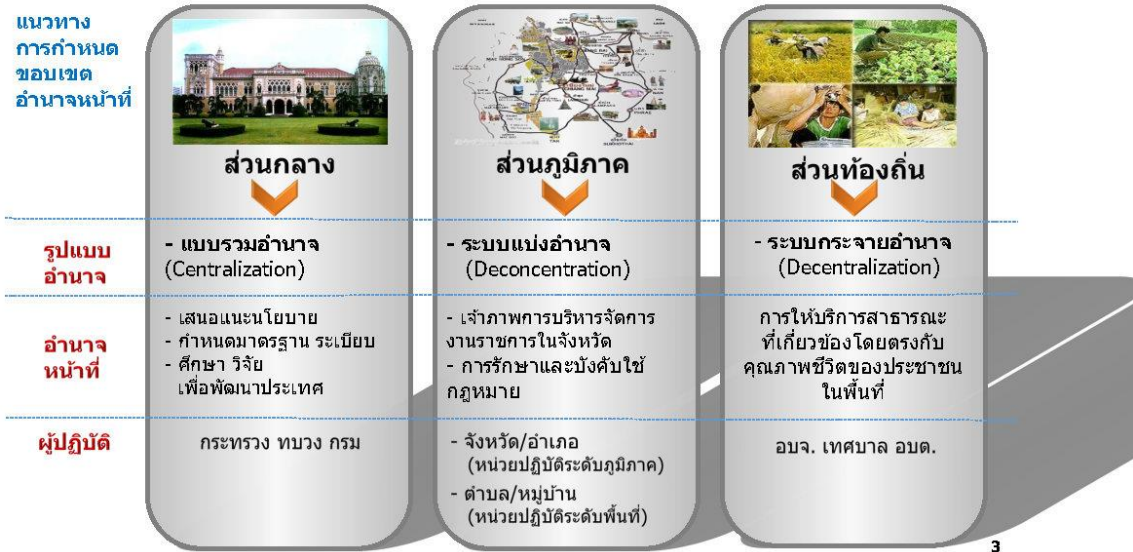 แนวทาง
การกำหนด
ขอบเขต
อำนาจหน้าที่
ส่วนกลาง
ส่วนภูมิภาค
ส่วนท้องถิ่น
รูปแบบ
อำนาจ
- แบบรวมอำนาจ
(Centralization)
- ระบบแบ่งอำนาจ
(Deconcentration)
- ระบบกระจายอำนาจ
(Decentralization)
อำนาจ
หน้าที่
- เสนอแนะนโยบาย
- กำหนดมาตรฐาน ระเบียบ
- ศึกษา วิจัย
เพื่อพัฒนาประเทศ
- เจ้าภาพการบริหารจัดการ
งานราชการในจังหวัด
- การรักษาและบังคับใช้
กฎหมาย
การให้บริการสาธารณะ
ที่เกี่ยวข้องโดยตรงกับ
คุณภาพชีวิตของประชาชน
ในพื้นที่
ผู้ปฏิบัติ
กระทรวง ทบวง กรม
- จังหวัด/อำเภอ
(หน่วยปฏิบัติระดับภูมิภาค)
- ตำบล/หมู่บ้าน
(หน่วยปฏิบัติระดับพื้นที่)
อบจ. เทศบาล อบต.
3